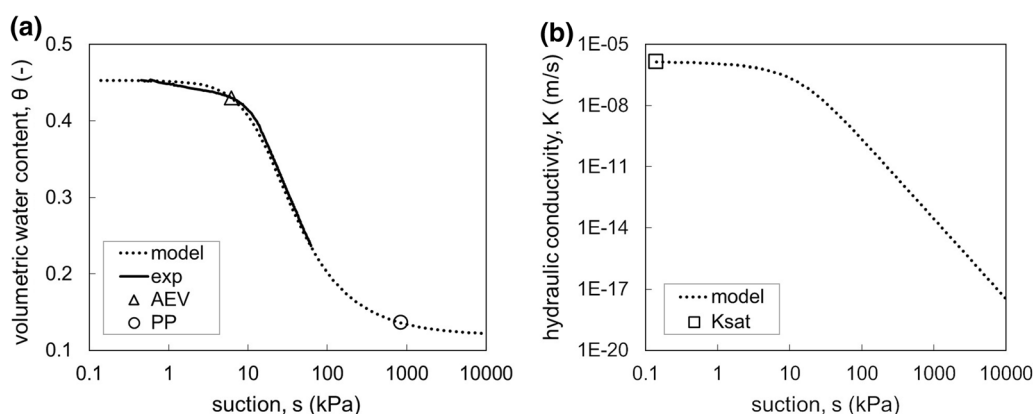 (a)
0.5
0.4
0.3
0.2
0.1
volumetric water content, θ (-)
model
exp
AEV
PP
0.1 1 10 100 1000 10000
suction, s (kPa)
(b)
1E-05
1E-08
1E-11
1E-14
1E-17
1E-20
hydraulic conductivity, K (m/s)
model
Ksat
0.1 1 10 100 1000 10000
suction, s (kPa)